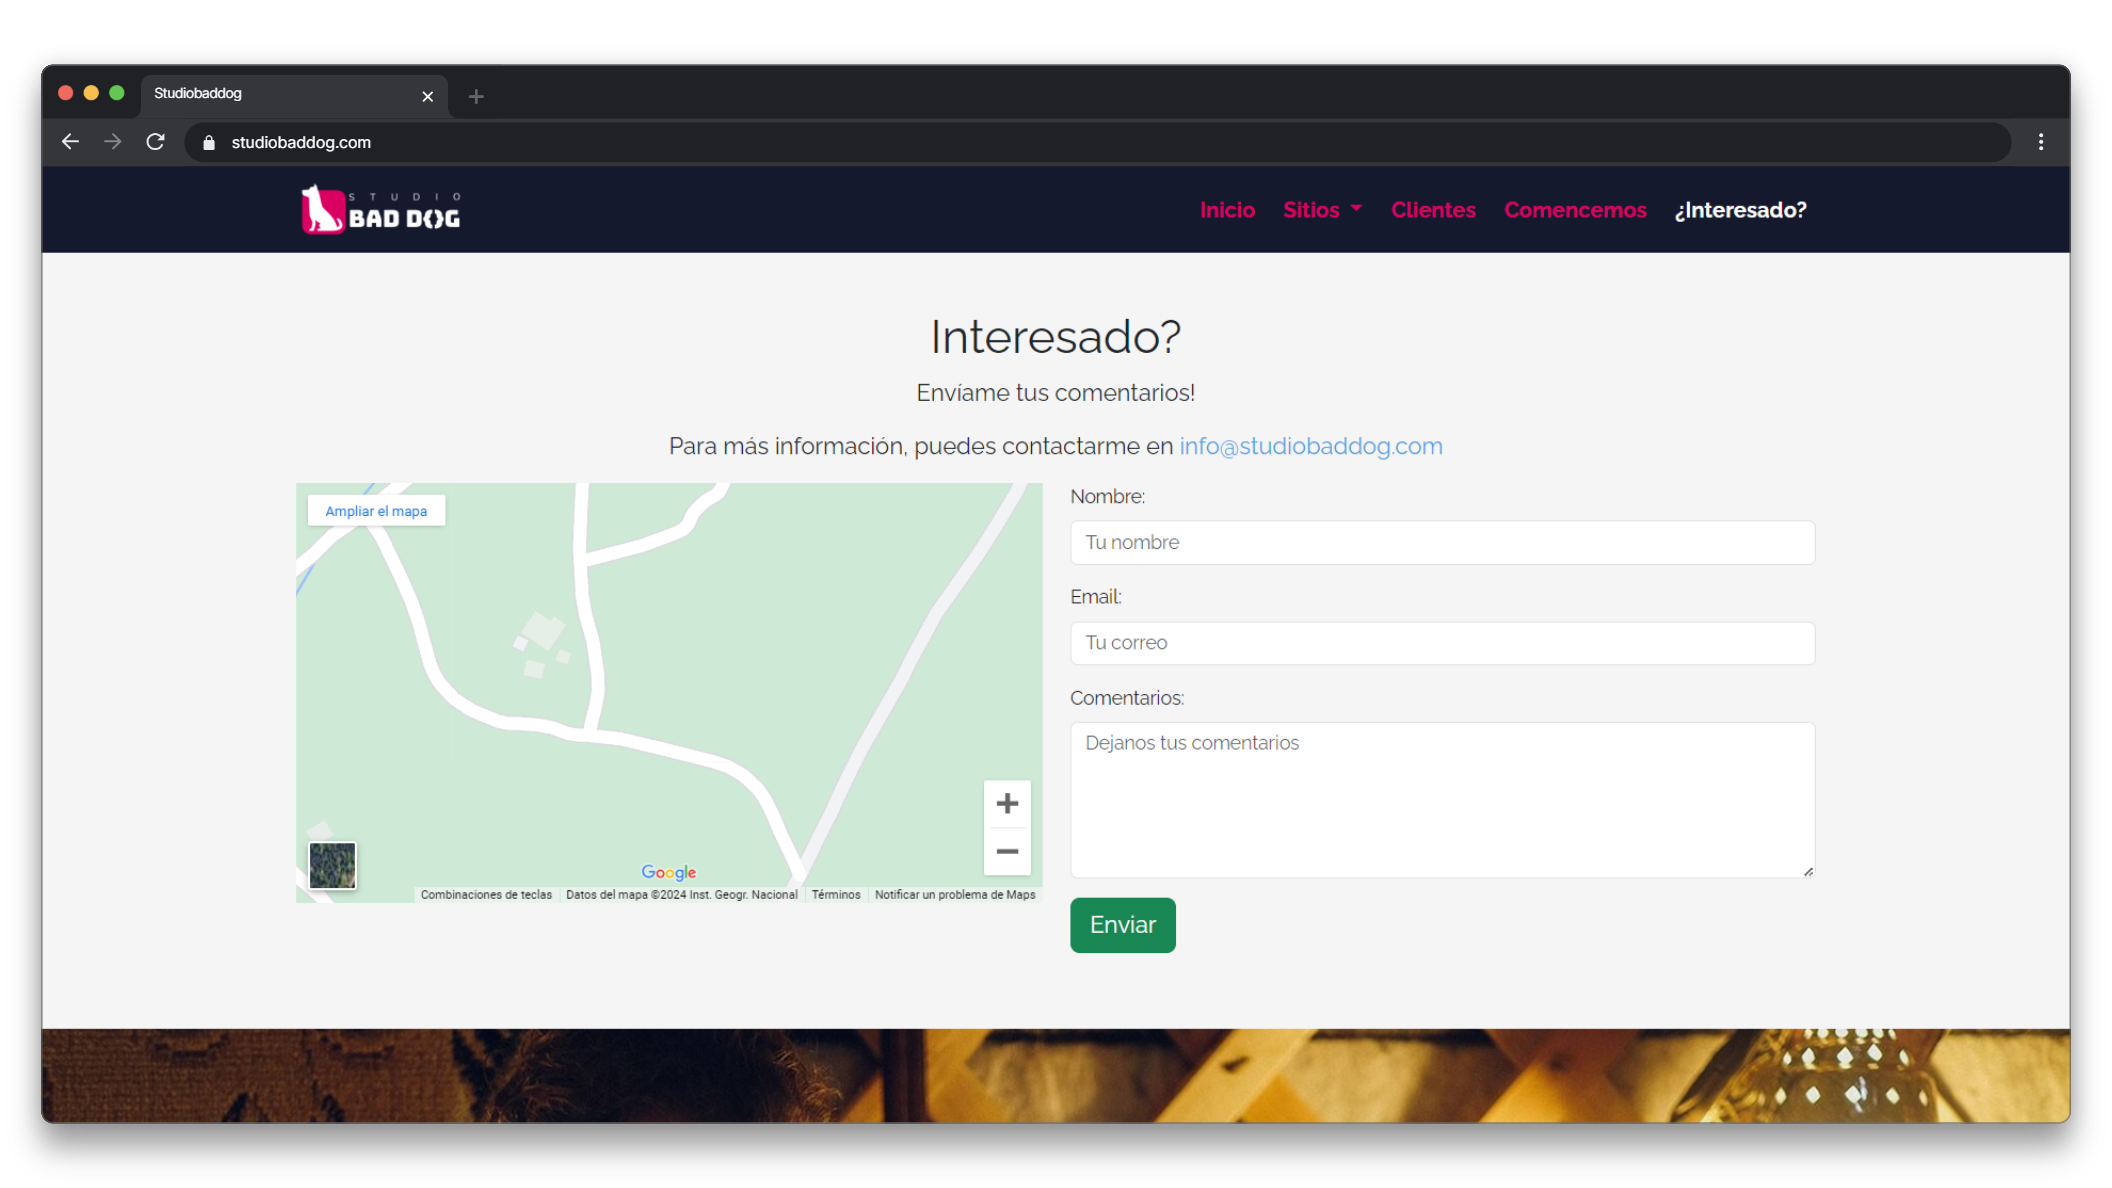 Studiobaddog
studiobaddog.com
STUDIO
BAD DOG
Inicio Sitios Clientes Comencemos ¿Interesado?
Interesado?
Envíame tus comentarios!
Para más información, puedes contactarme en info@studiobaddog.com
Ampliar el mapa
Google
Combinaciones de teclas Datos del mapa ©2024 Inst. Geogr. Nacional Términos Notificar un problema de Maps
Nombre:
Tu nombre
Email:
Tu correo
Comentarios:
Dejanos tus comentarios
Enviar